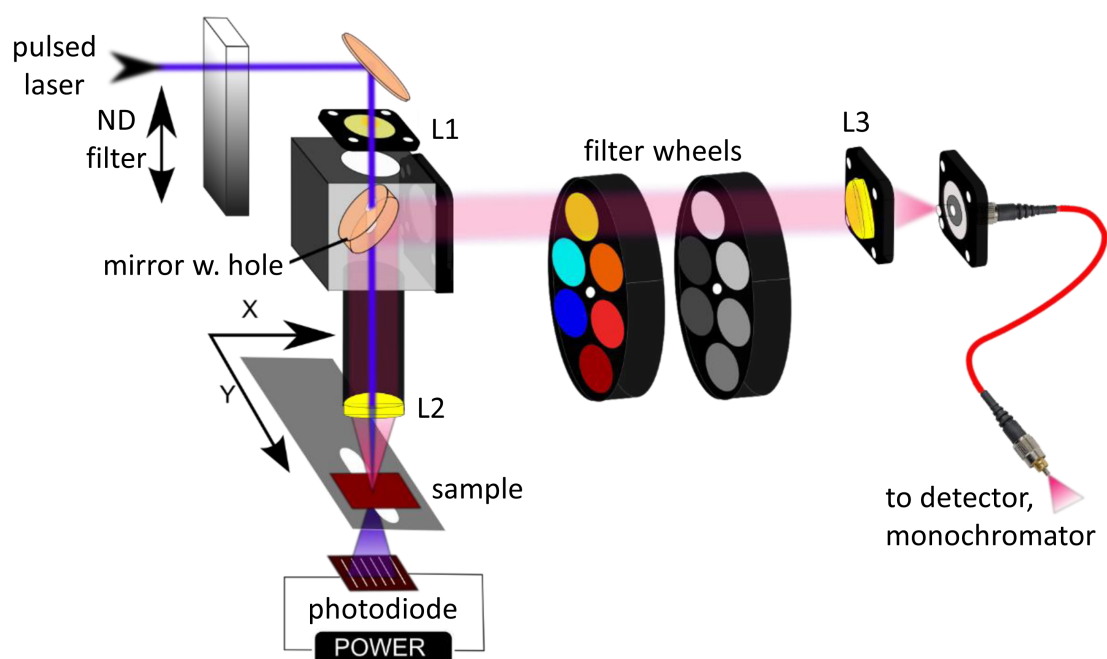 pulsed
laser
ND
filter
L1
filter wheels
L3
mirror w. hole
X
Y
L2
sample
to detector,
monochromator
photodiode
POWER